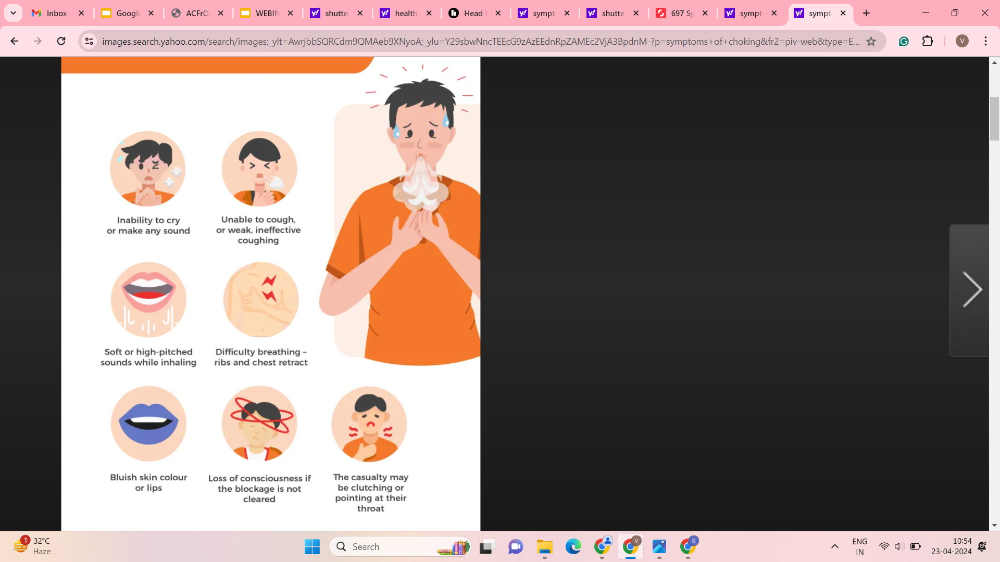 Inbox
Google
ACFrO
WEBIN
shutte
health
Head
sympt
shutte
697 Sy
sympt
sympt
images.search.yahoo.com/search/images;_ylt=AwrjbbSQRCdm9QMAeb9XNyoA;_ylu=Y29sbwNncTEEcG9zAzEEdnRpZAMEc2VjA3BpdnM-?p=symptoms+of+choking&fr2=piv-web&type=E...
V
Inability to cry
or make any sound
Unable to cough,
or weak, ineffective
coughing
Soft or high-pitched
sounds while inhaling
Difficulty breathing –
ribs and chest retract
Bluish skin colour
or lips
Loss of consciousness if
the blockage is not
cleared
The casualty may
be clutching or
pointing at their
throat
1
32°C
Haze
Search
V
S
ENG
IN
10:54
23-04-2024